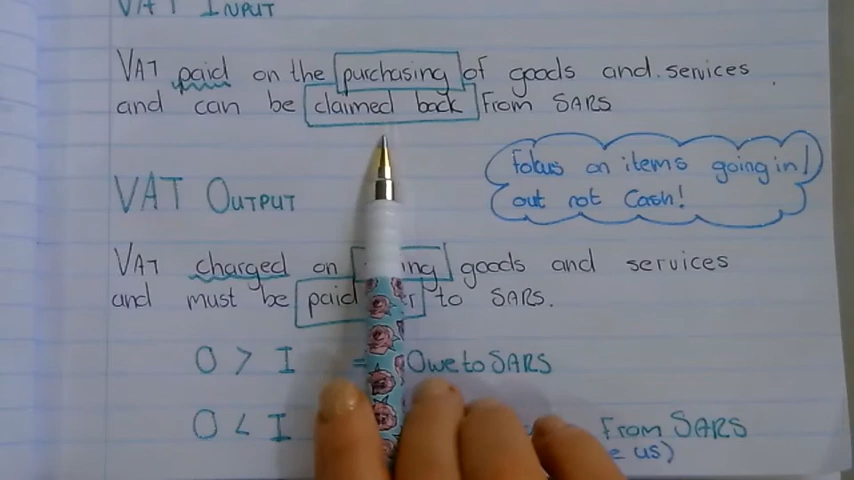 VAT INPUT
VAT paid on the purchasing of goods and services
and can be claimed back from SARS
focus on items going in/
out not Cash!
VAT OUTPUT
VAT charged on ing goods and services
and must be paid r to SARS.
O > I = Owe to SARS
O < I From SARS
e us)